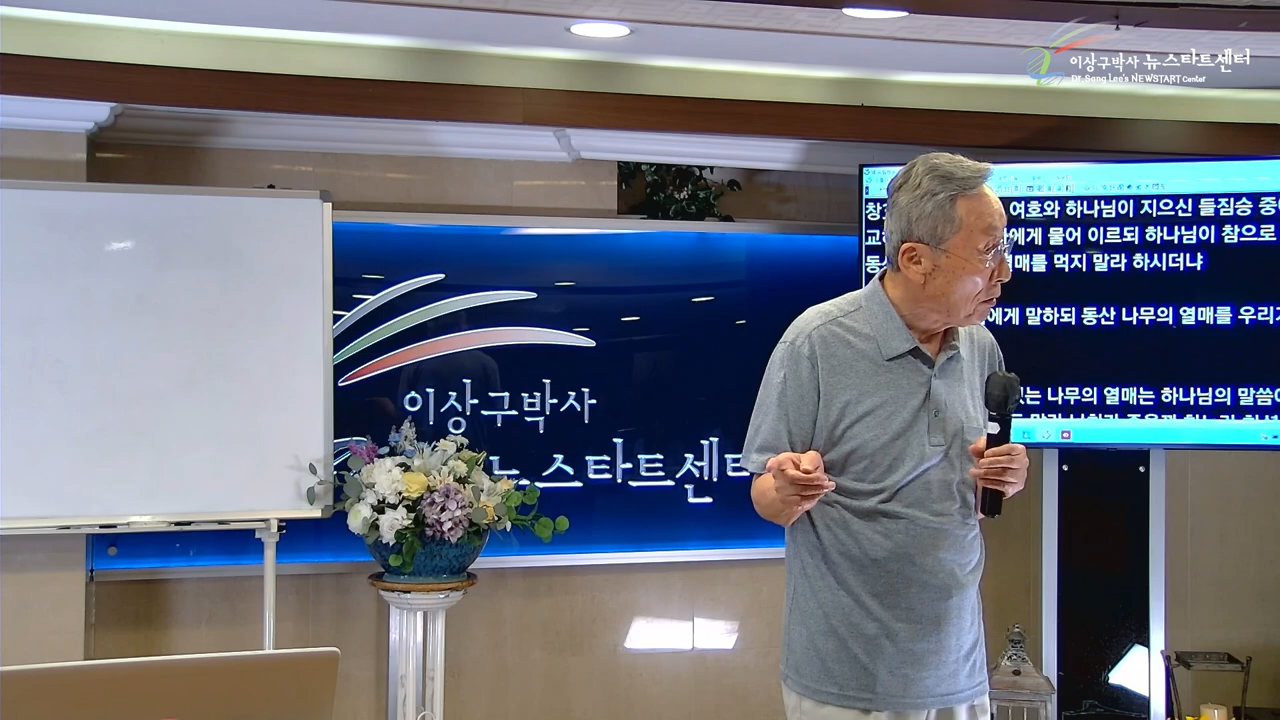 이상구박사 뉴스타트센터
Dr. Sang Lee's NEWSTART Center
여호와 하나님이 지으신 들짐승 중에
에게 물어 이르되 하나님이 참으로
동 열매를 먹지 말라 하시더냐
에게 말하되 동산 나무의 열매를 우리가
있는 나무의 열매는 하나님의 말씀에
이상구박사
뉴스타트센터